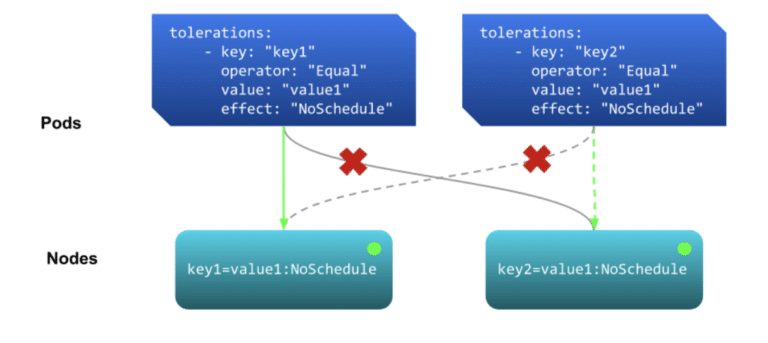 tolerations:
- key: "key1"
operator: "Equal"
value: "value1"
effect: "NoSchedule"
tolerations:
- key: "key2"
operator: "Equal"
value: "value1"
effect: "NoSchedule"
Pods
Nodes
key1=value1:NoSchedule
key2=value1:NoSchedule